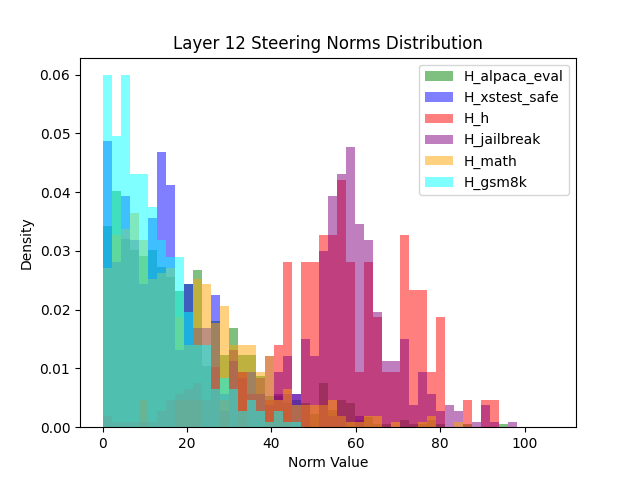 Layer 12 Steering Norms Distribution
H_alpaca_eval
H_xstest_safe
H_h
H_jailbreak
H_math
H_gsm8k
Density
0.06
0.05
0.04
0.03
0.02
0.01
0.00
0 20 40 60 80 100
Norm Value